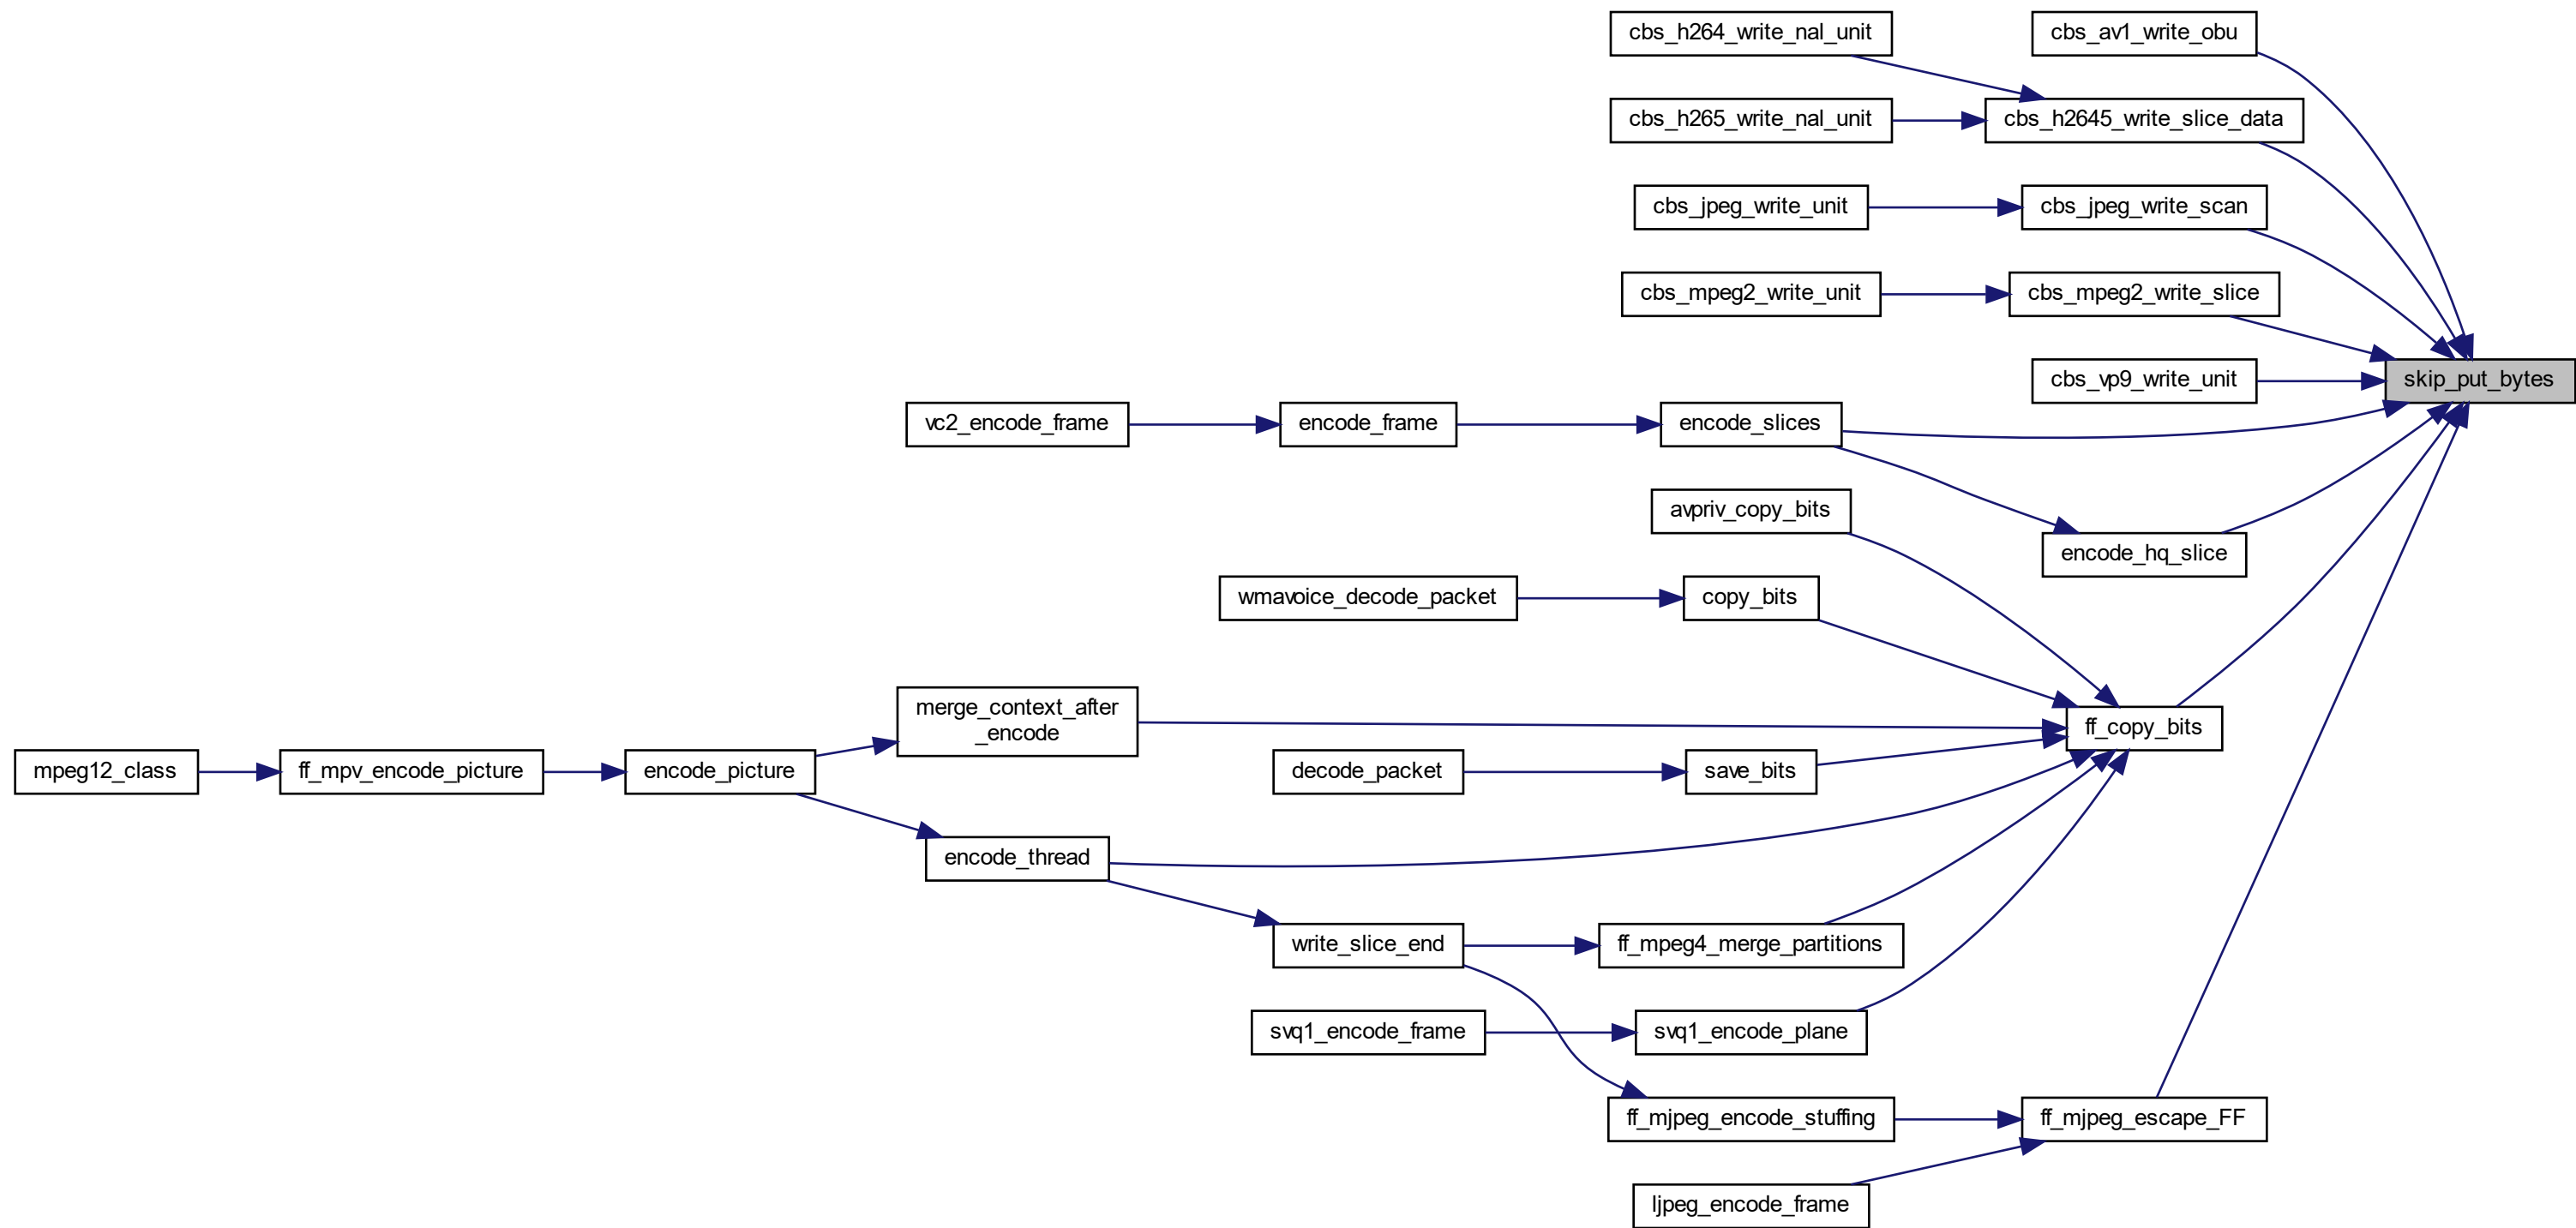 cbs_h264_write_nal_unit
cbs_av1_write_obu
cbs_h265_write_nal_unit
cbs_h2645_write_slice_data
cbs_jpeg_write_unit
cbs_jpeg_write_scan
cbs_mpeg2_write_unit
cbs_mpeg2_write_slice
cbs_vp9_write_unit
skip_put_bytes
vc2_encode_frame
encode_frame
encode_slices
avpriv_copy_bits
encode_hq_slice
wmavoice_decode_packet
copy_bits
merge_context_after
_encode
ff_copy_bits
mpeg12_class
ff_mpv_encode_picture
encode_picture
decode_packet
save_bits
encode_thread
write_slice_end
ff_mpeg4_merge_partitions
svq1_encode_frame
svq1_encode_plane
ff_mjpeg_encode_stuffing
ff_mjpeg_escape_FF
ljpeg_encode_frame